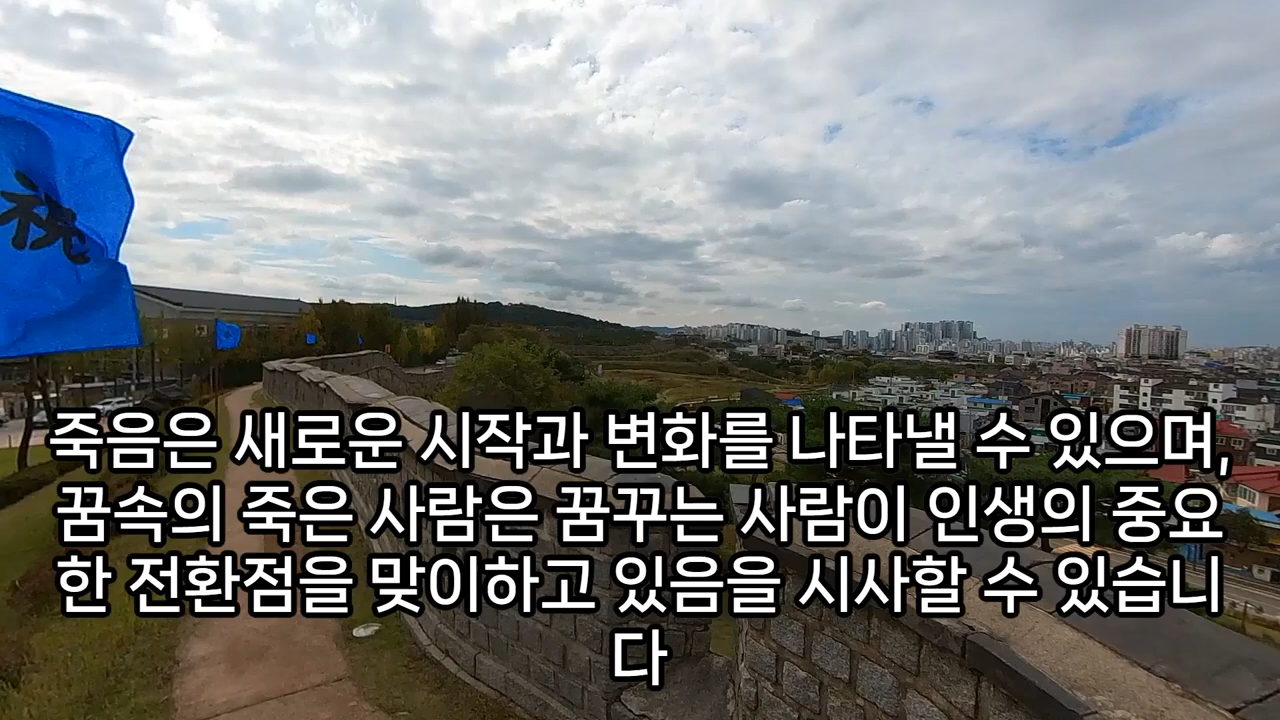 祝
죽음은 새로운 시작과 변화를 나타낼 수 있으며,
꿈속의 죽은 사람은 꿈꾸는 사람이 인생의 중요
한 전환점을 맞이하고 있음을 시사할 수 있습니
다